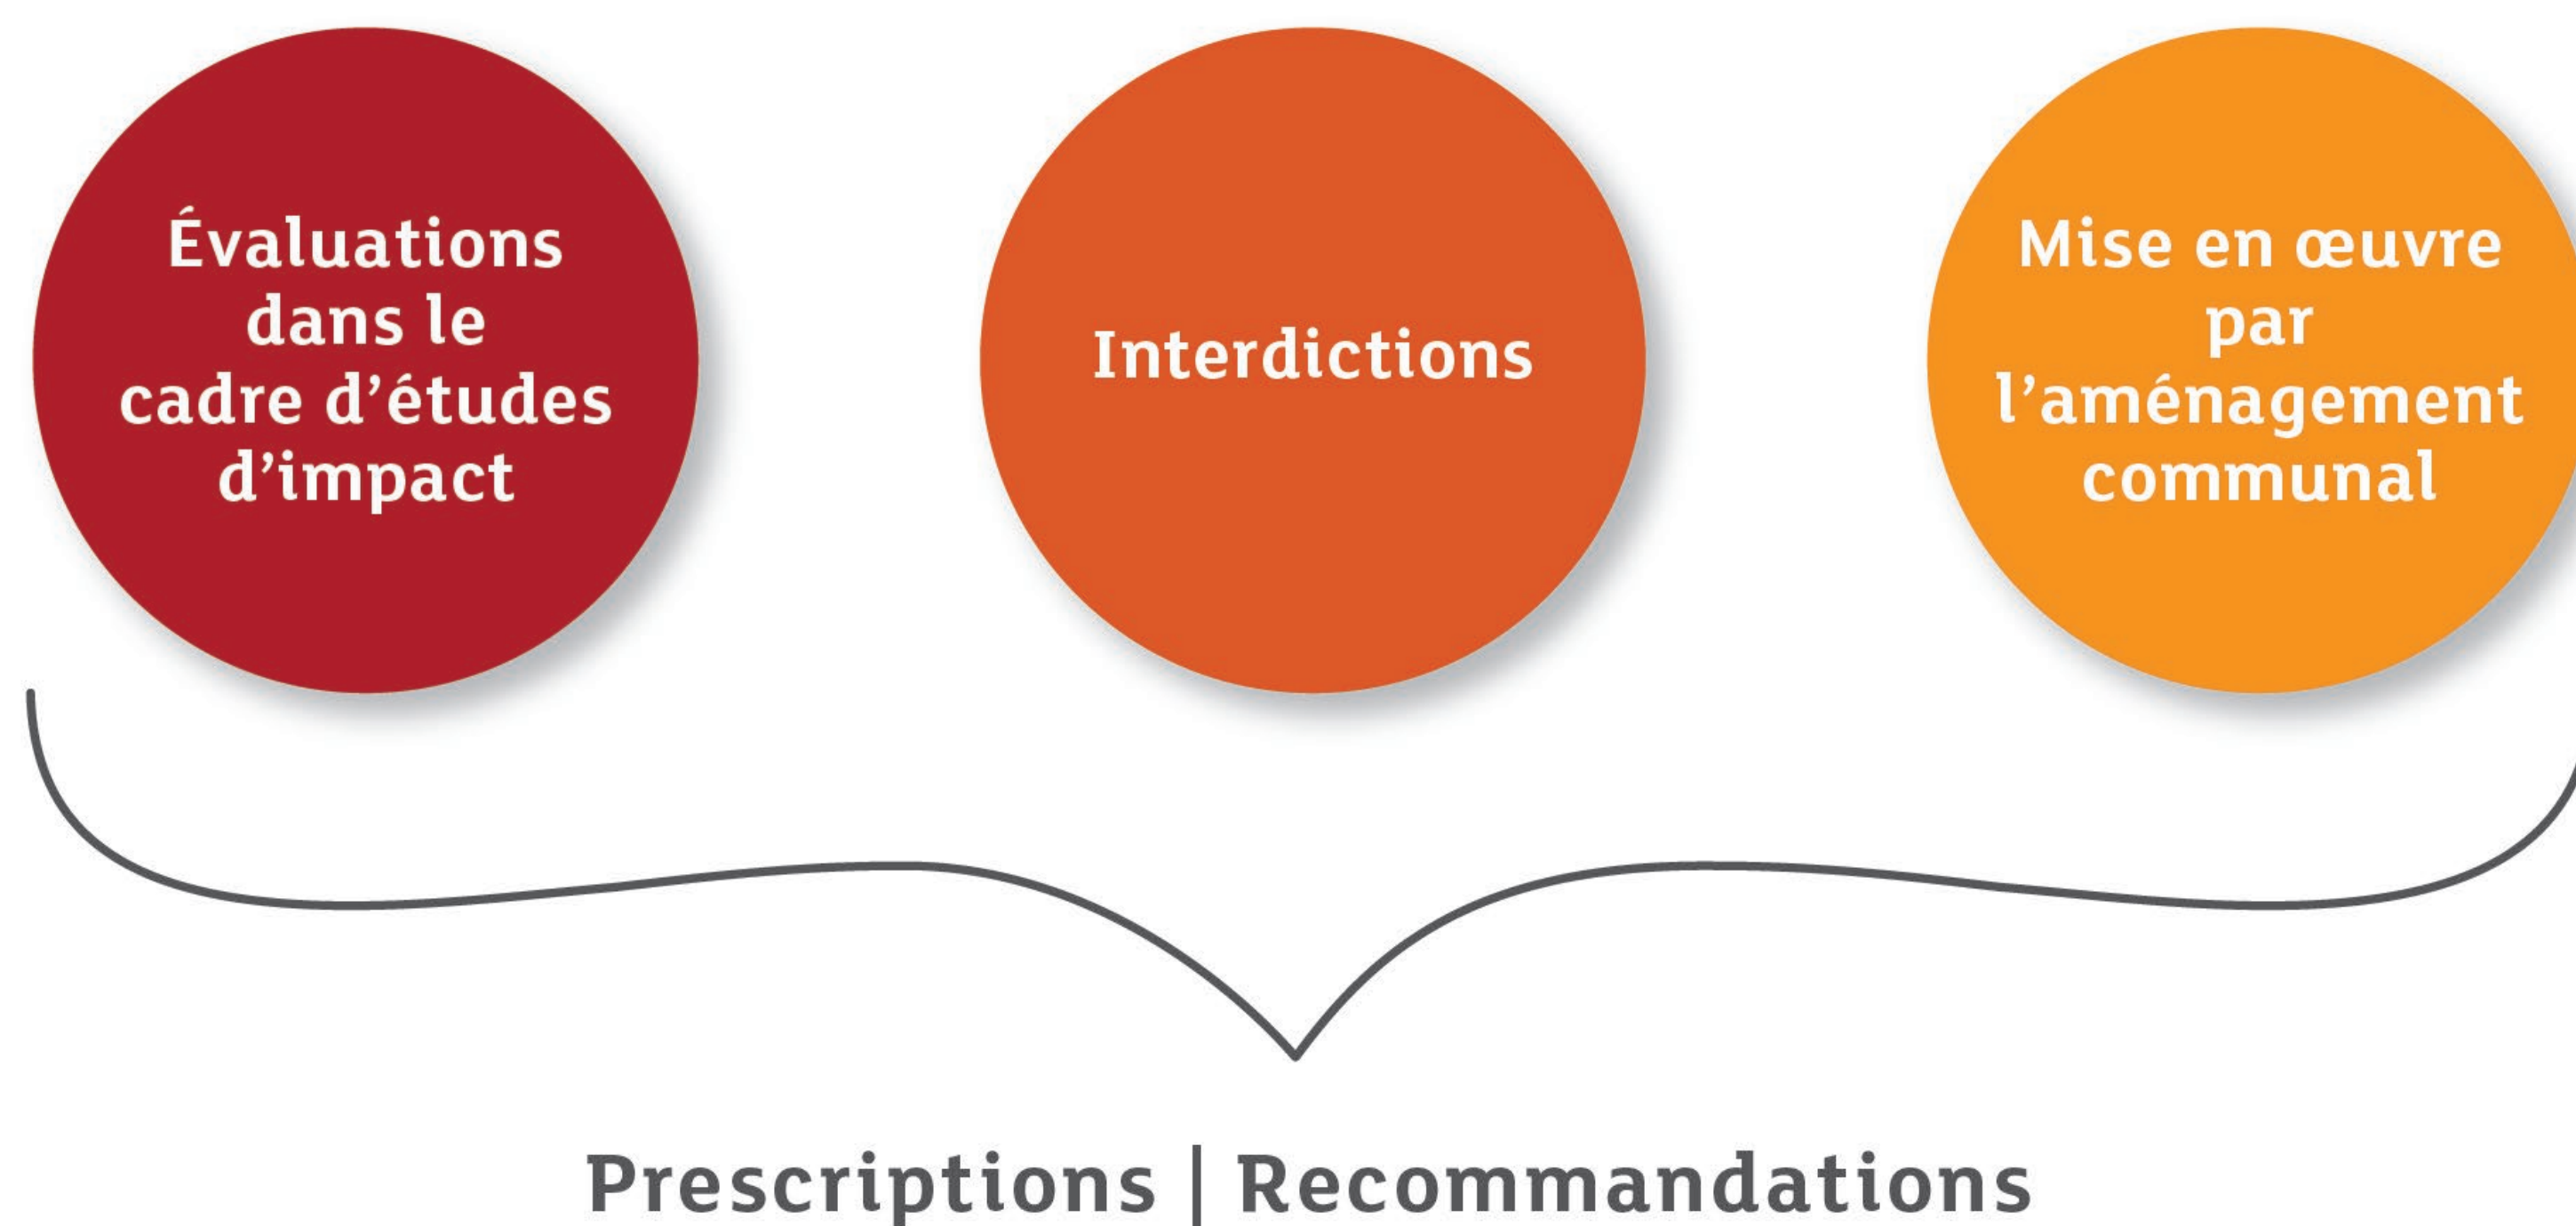 Évaluations
dans le
cadre d’études
d’impact
Interdictions
Mise en œuvre
par
l’aménagement
communal
Prescriptions | Recommandations